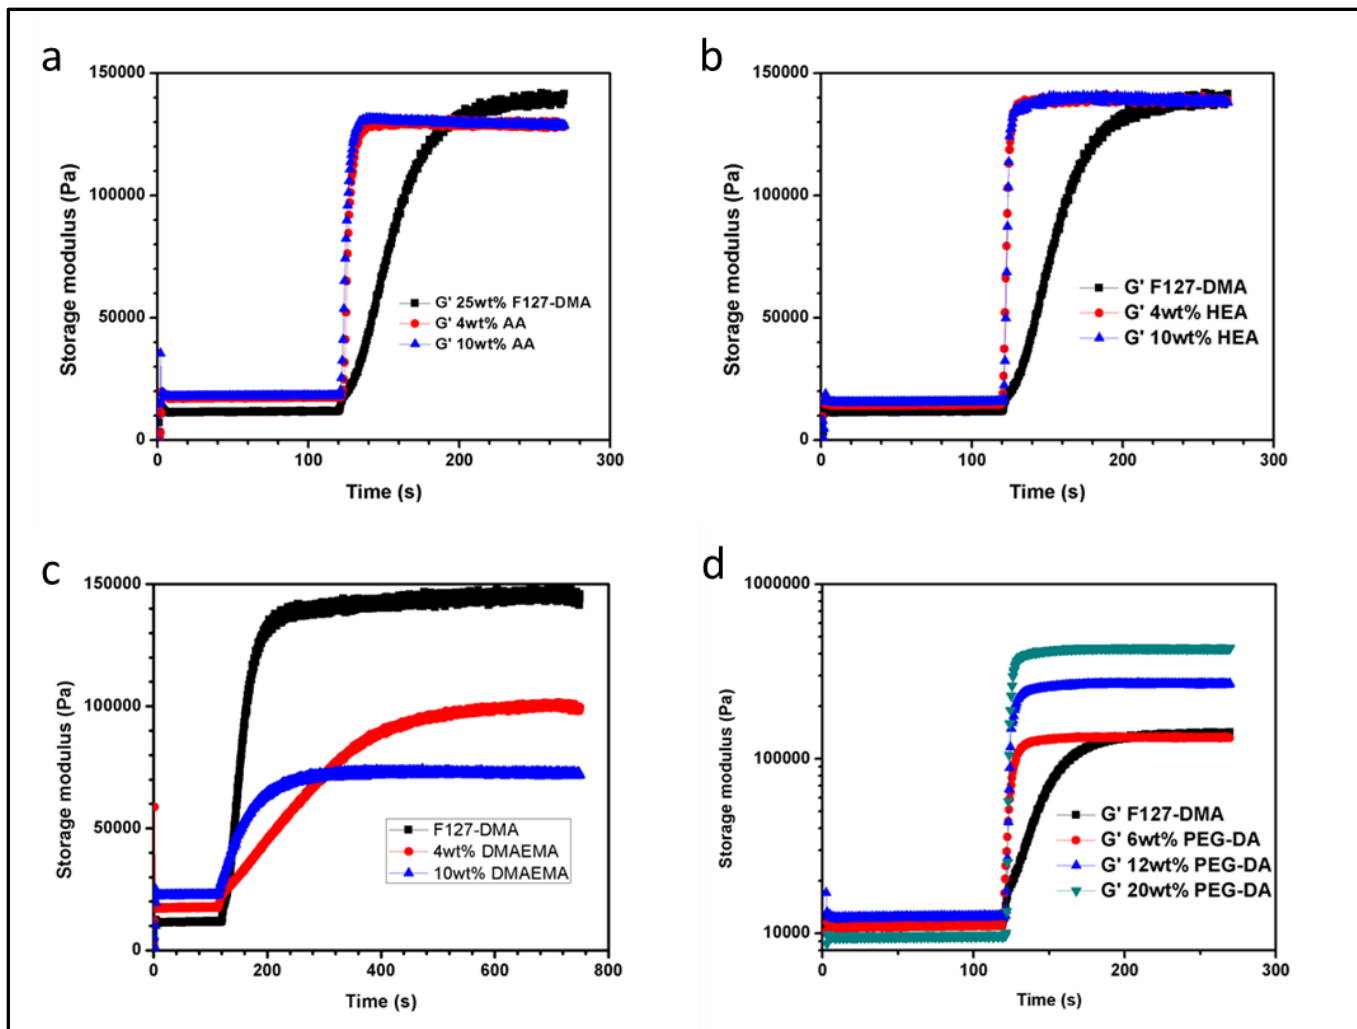 a
150000
100000
50000
0
Storage modulus (Pa)
G' 25wt% F127-DMA
G' 4wt% AA
G' 10wt% AA
0 100 200 300
Time (s)
b
150000
100000
50000
0
Storage modulus (Pa)
G' F127-DMA
G' 4wt% HEA
G' 10wt% HEA
0 100 200 300
Time (s)
c
150000
100000
50000
0
Storage modulus (Pa)
F127-DMA
4wt% DMAEMA
10wt% DMAEMA
0 200 400 600 800
Time (s)
d
1000000
100000
10000
Storage modulus (Pa)
G' F127-DMA
G' 6wt% PEG-DA
G' 12wt% PEG-DA
G' 20wt% PEG-DA
0 100 200 300
Time (s)